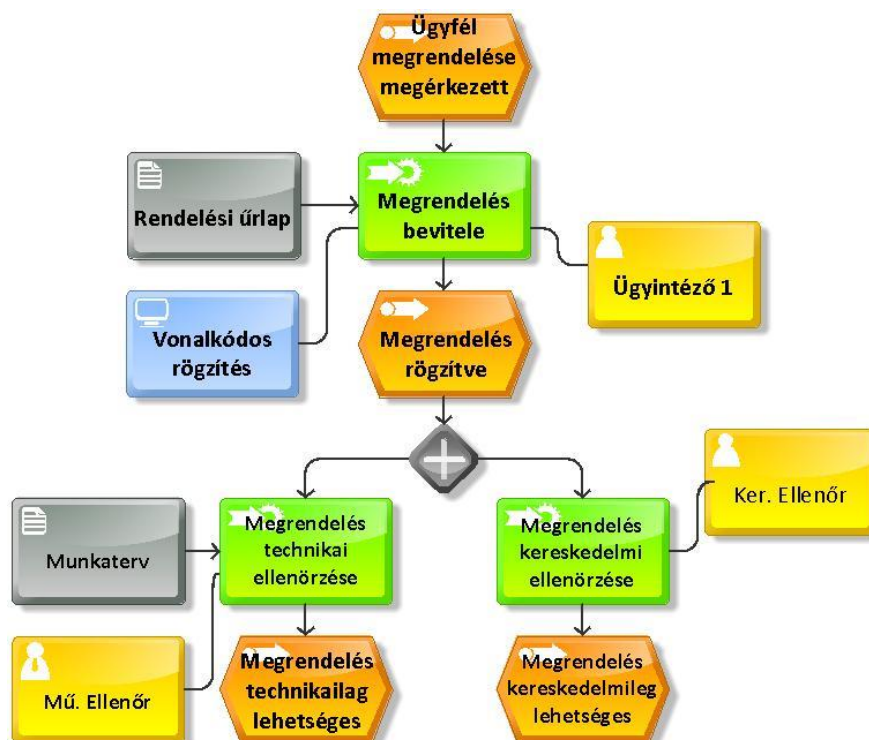 Ügyfél
megrendelése
megérkezett
Rendelési űrlap
Megrendelés
bevitele
Ügyintéző 1
Vonalkódos
rögzítés
Megrendelés
rögzítve
Ker. Ellenőr
Munkaterv
Megrendelés
technikai
ellenörzése
Megrendelés
kereskedelmi
ellenörzése
Mű. Ellenőr
Megrendelés
technikailag
lehetséges
Megrendelés
kereskedelmileg
lehetséges